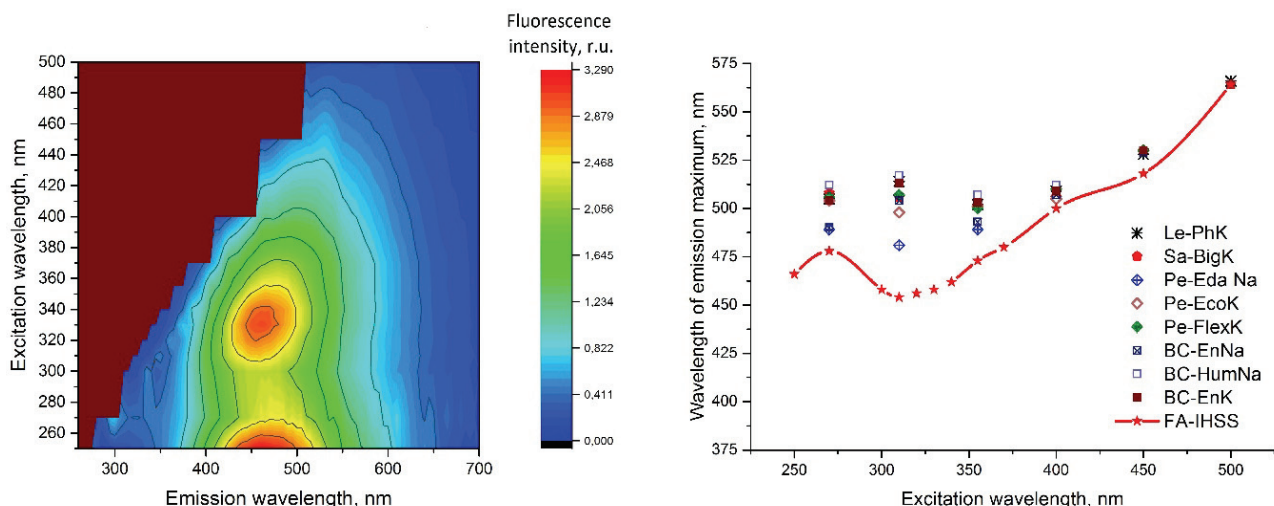 Fluorescence
intensity, r.u.
500
480
460
440
420
400
380
360
340
320
300
280
260
Excitation wavelength, nm
300
400
500
600
700
Emission wavelength, nm
3,290
2,879
2,468
2,056
1,645
1,234
0,822
0,411
0,000
575
550
525
500
475
450
425
400
375
Wavelength of emission maximum, nm
250
300
350
400
450
500
Excitation wavelength, nm
Le-PhK
Sa-BigK
Pe-Eda Na
Pe-EcoK
Pe-FlexK
BC-EnNa
BC-HumNa
BC-EnK
FA-IHSS